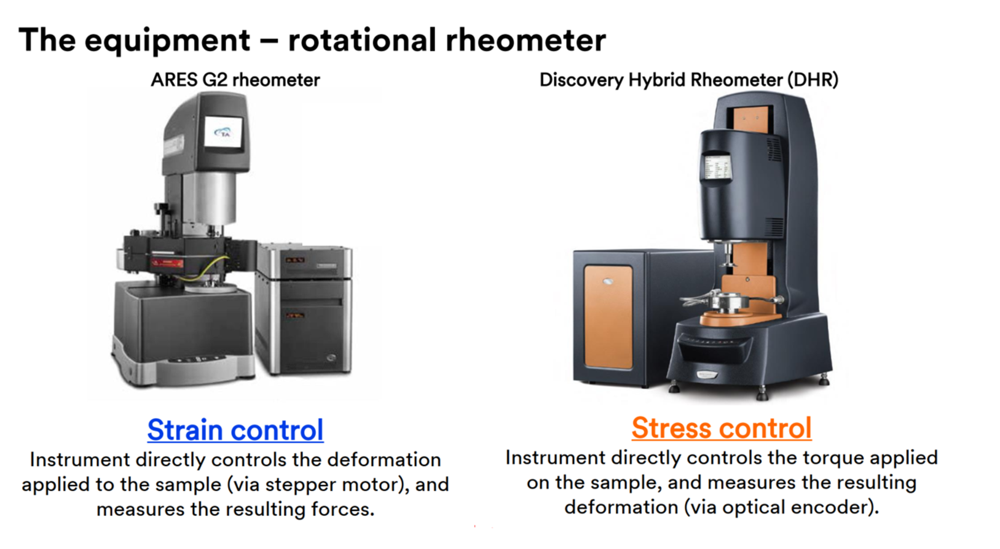 The equipment – rotational rheometer
ARES G2 rheometer
Discovery Hybrid Rheometer (DHR)
TA
Strain control
Instrument directly controls the deformation
applied to the sample (via stepper motor), and
measures the resulting forces.
Stress control
Instrument directly controls the torque applied
on the sample, and measures the resulting
deformation (via optical encoder).